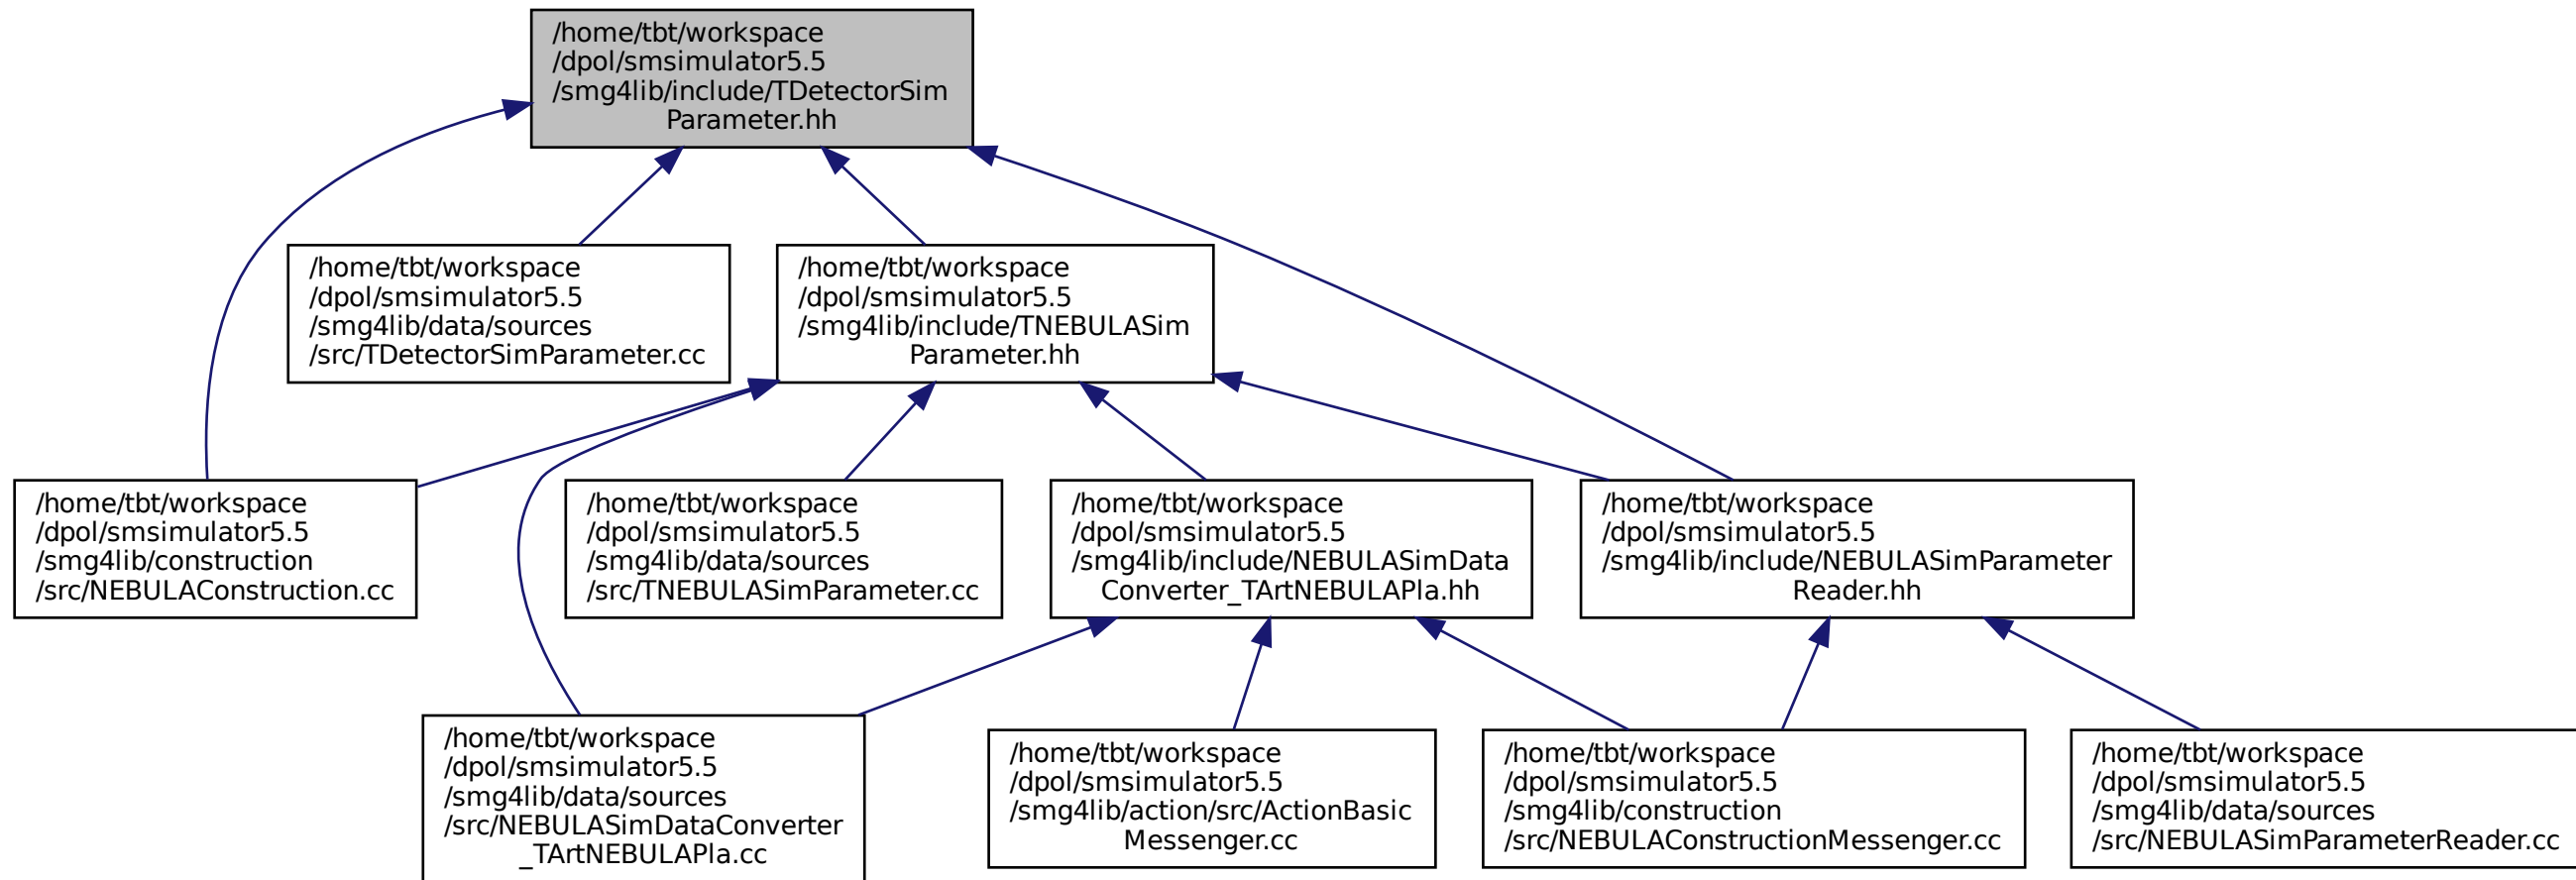 /home/tbt/workspace
/dpol/smsimulator5.5
/smg4lib/include/TDetectorSim
Parameter.hh
/home/tbt/workspace
/dpol/smsimulator5.5
/smg4lib/data/sources
/src/TDetectorSimParameter.cc
/home/tbt/workspace
/dpol/smsimulator5.5
/smg4lib/include/TNEBULASim
Parameter.hh
/home/tbt/workspace
/dpol/smsimulator5.5
/smg4lib/construction
/src/NEBULAConstruction.cc
/home/tbt/workspace
/dpol/smsimulator5.5
/smg4lib/data/sources
/src/TNEBULASimParameter.cc
/home/tbt/workspace
/dpol/smsimulator5.5
/smg4lib/include/NEBULASimData
Converter_TArtNEBULAPla.hh
/home/tbt/workspace
/dpol/smsimulator5.5
/smg4lib/include/NEBULASimParameter
Reader.hh
/home/tbt/workspace
/dpol/smsimulator5.5
/smg4lib/data/sources
/src/NEBULASimDataConverter
_TArtNEBULAPla.cc
/home/tbt/workspace
/dpol/smsimulator5.5
/smg4lib/action/src/ActionBasic
Messenger.cc
/home/tbt/workspace
/dpol/smsimulator5.5
/smg4lib/construction
/src/NEBULAConstructionMessenger.cc
/home/tbt/workspace
/dpol/smsimulator5.5
/smg4lib/data/sources
/src/NEBULASimParameterReader.cc